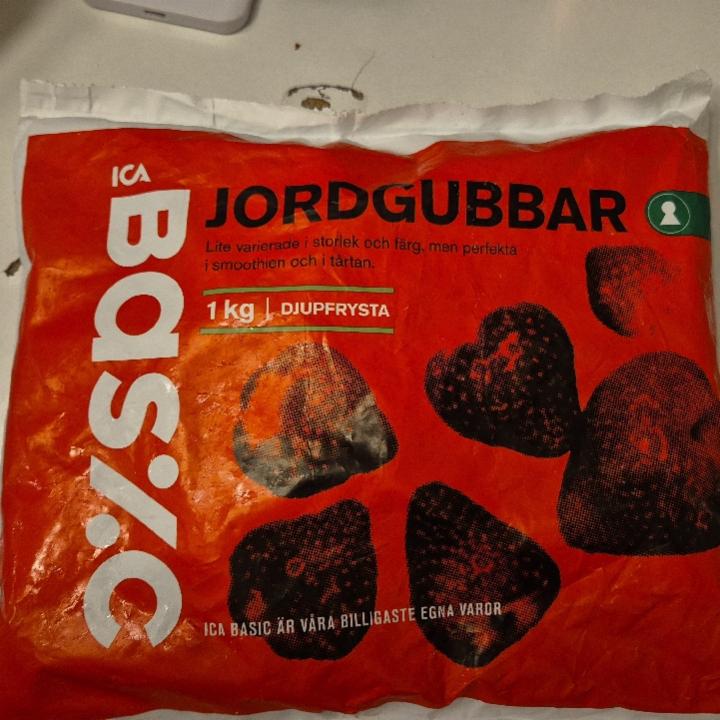 ICA
Bas%c
JORDGUBBAR
Lite varierade i storlek och färg, men perfekta
i smoothien och i tårtan.
1 kg | DJUPFRYSTA
ICA BASIC ÄR VÅRA BILLIGASTE EGNA VAROR